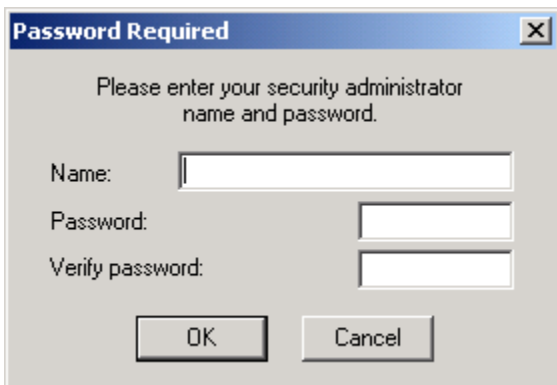 Password Required
Please enter your security administrator
name and password.
Name:
Password:
Verify password:
OK
Cancel